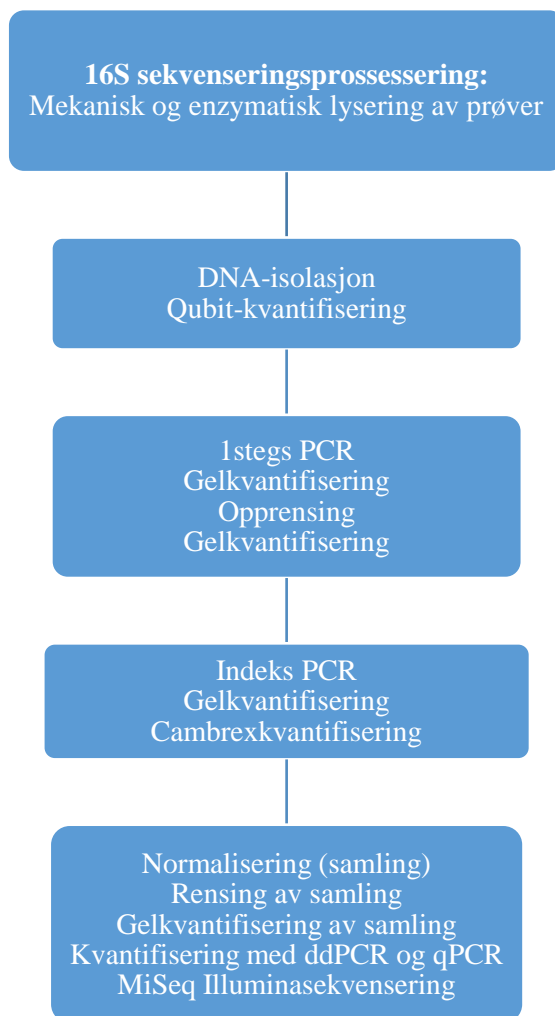 16S sekvenseringsprossessering:
Mekanisk og enzymatisk lysering av prøver
DNA-isolasjon
Qubit-kvantifisering
1stegs PCR
Gelkvantifisering
Opprensing
Gelkvantifisering
Indeks PCR
Gelkvantifisering
Cambrexkvantifisering
Normalisering (samling)
Rensing av samling
Gelkvantifisering av samling
Kvantifisering med ddPCR og qPCR
MiSeq Illuminasekvensering